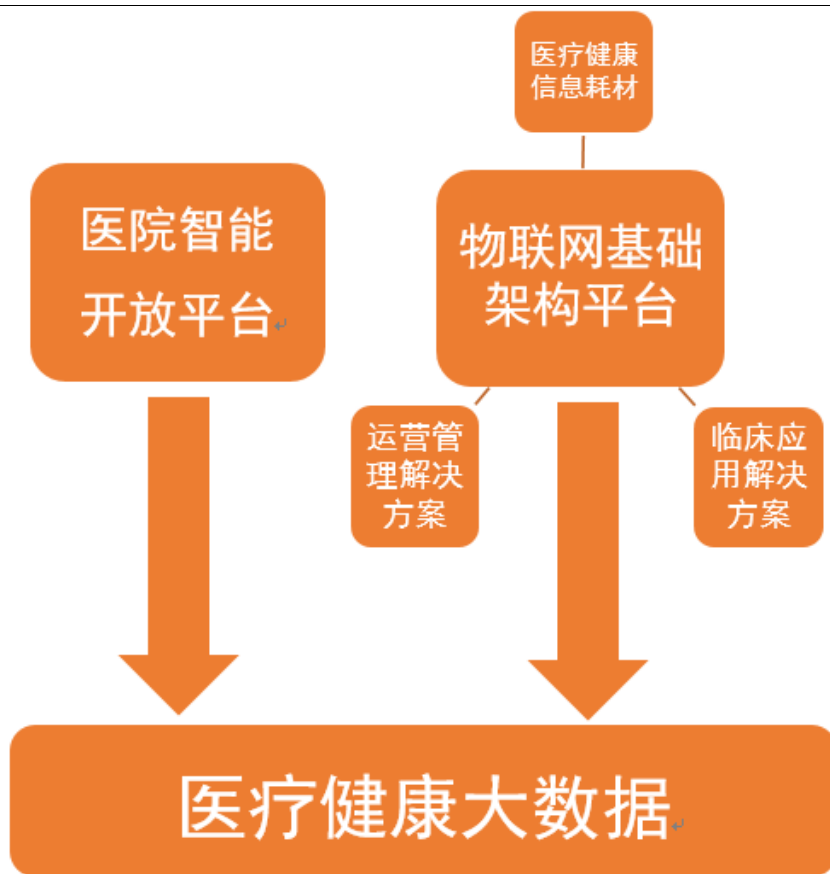 医疗健康
信息耗材
医院智能
开放平台
物联网基础
架构平台
运营管
理解决
方案
临床应
用解决
方案
医疗健康大数据